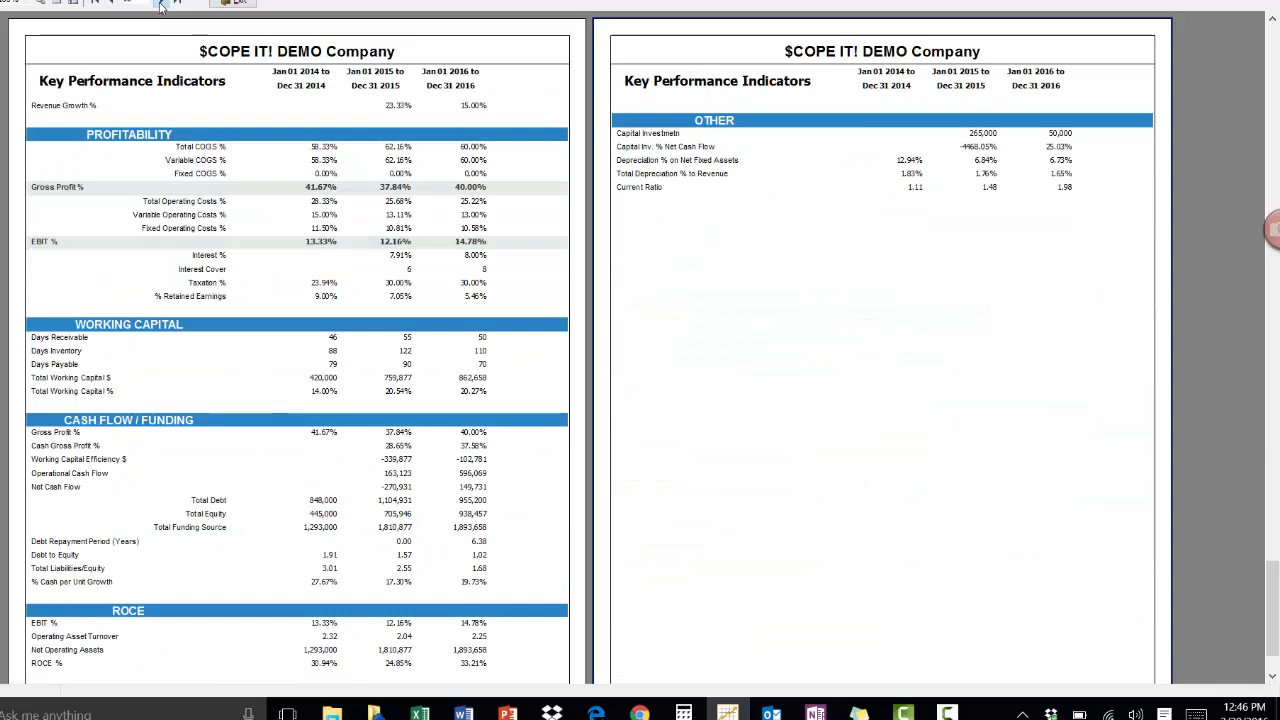 $COPE IT! DEMO Company
Key Performance Indicators
Jan 01 2014 to Dec 31 2014
Jan 01 2015 to Dec 31 2015
Jan 01 2016 to Dec 31 2016
Revenue Growth % 23.33% 15.00%
PROFITABILITY
Total COGS % 58.33% 62.16% 60.00%
Variable COGS % 58.33% 62.16% 60.00%
Fixed COGS % 0.00% 0.00% 0.00%
Gross Profit % 41.67% 37.84% 40.00%
Total Operating Costs % 28.33% 25.68% 25.22%
Variable Operating Costs % 15.00% 13.11% 13.00%
Fixed Operating Costs % 11.50% 10.81% 10.58%
EBIT % 13.33% 12.16% 14.78%
Interest % 7.91% 8.00%
Interest Cover 6 8
Taxation % 23.94% 30.00% 30.00%
% Retained Earnings 9.00% 7.05% 5.46%
WORKING CAPITAL
Days Receivable 46 55 50
Days Inventory 88 122 110
Days Payable 79 90 70
Total Working Capital $ 420,000 759,877 862,658
Total Working Capital % 14.00% 20.54% 20.27%
CASH FLOW / FUNDING
Gross Profit % 41.67% 37.84% 40.00%
Cash Gross Profit % 28.65% 37.58%
Working Capital Efficiency $ -339,877 -102,781
Operational Cash Flow 163,123 596,069
Net Cash Flow -270,931 149,731
Total Debt 848,000 1,104,931 955,200
Total Equity 445,000 705,946 938,457
Total Funding Source 1,293,000 1,810,877 1,893,658
Debt Repayment Period (Years) 0.00 6.38
Debt to Equity 1.91 1.57 1.02
Total Liabilities/Equity 3.01 2.55 1.68
% Cash per Unit Growth 27.67% 17.30% 19.73%
ROCE
EBIT % 13.33% 12.16% 14.78%
Operating Asset Turnover 2.32 2.04 2.25
Net Operating Assets 1,293,000 1,810,877 1,893,658
ROCE % 30.94% 24.85% 33.21%
$COPE IT! DEMO Company
Key Performance Indicators
Jan 01 2014 to Dec 31 2014
Jan 01 2015 to Dec 31 2015
Jan 01 2016 to Dec 31 2016
OTHER
Capital Investmetn 265,000 50,000
Capital Inv. % Net Cash Flow -4468.05% 25.03%
Depreciation % on Net Fixed Assets 12.94% 6.84% 6.73%
Total Depreciation % to Revenue 1.83% 1.76% 1.65%
Current Ratio 1.11 1.48 1.98
Ask me anything
12:46 PM